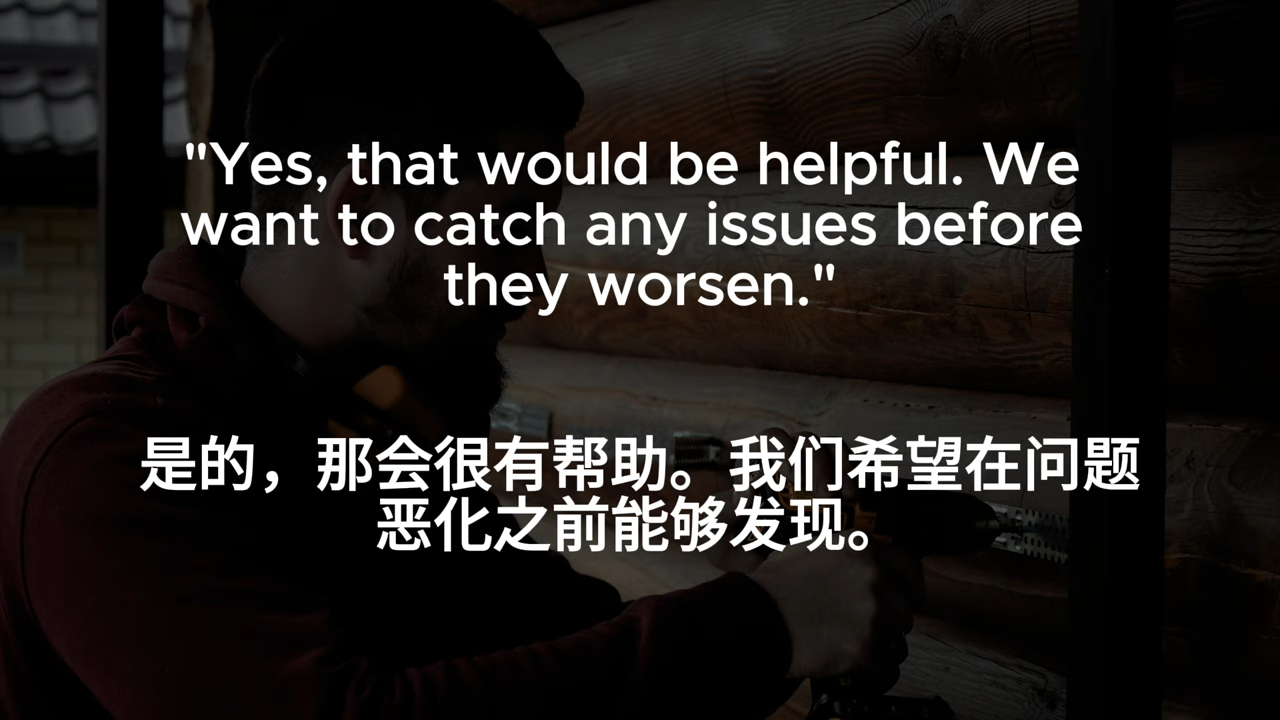 "Yes, that would be helpful. We
want to catch any issues before
they worsen."
是的，那会很有帮助。我们希望在问题
恶化之前能够发现。